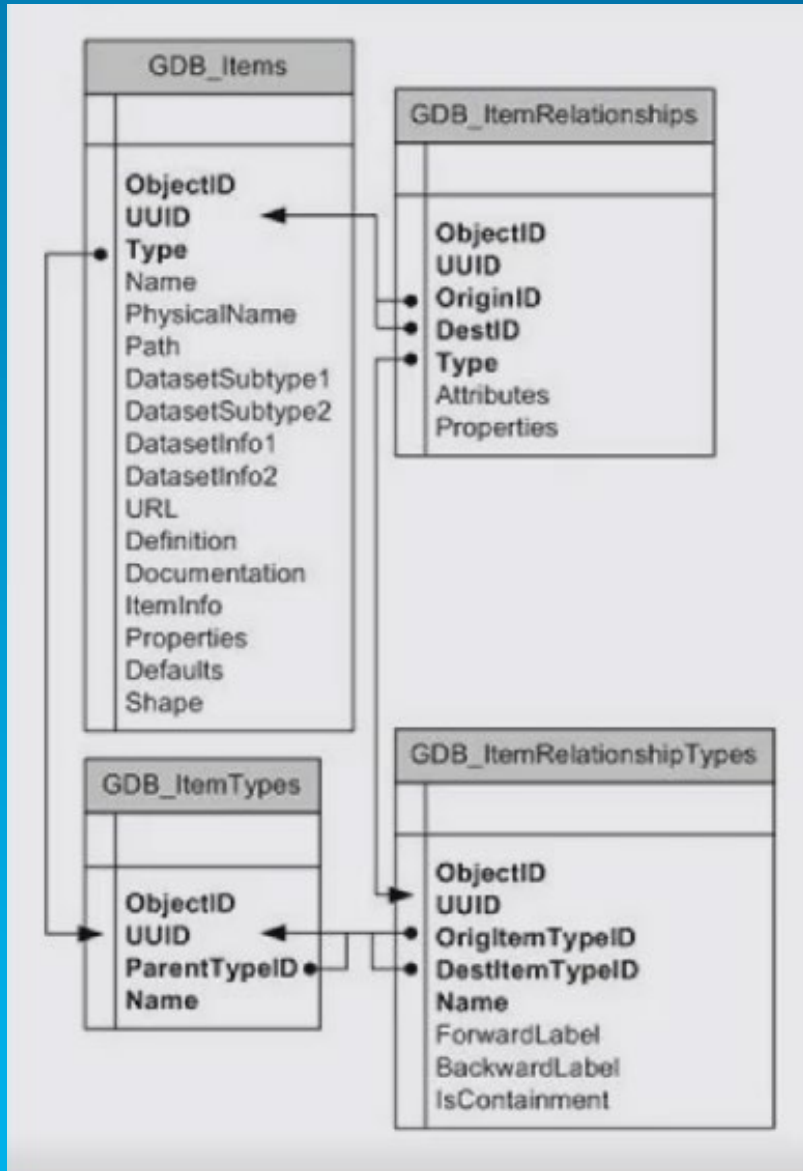 GDB_Items
ObjectID
UUID
Type
Name
PhysicalName
Path
DatasetSubtype1
DatasetSubtype2
DatasetInfo1
DatasetInfo2
URL
Definition
Documentation
ItemInfo
Properties
Defaults
Shape
GDB_ItemRelationships
ObjectID
UUID
OriginID
DestID
Type
Attributes
Properties
GDB_ItemTypes
ObjectID
UUID
ParentTypeID
Name
GDB_ItemRelationshipTypes
ObjectID
UUID
OrigItemTypeID
DestItemTypeID
Name
ForwardLabel
BackwardLabel
IsContainment